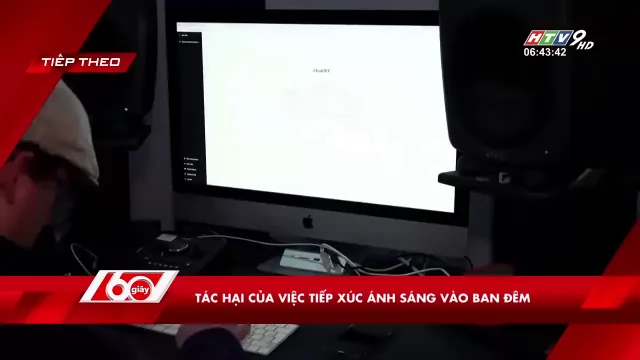 HTV9 HD
06:43:42
TIẾP THEO
ChatGPT
60 giây
TÁC HẠI CỦA VIỆC TIẾP XÚC ÁNH SÁNG VÀO BAN ĐÊM